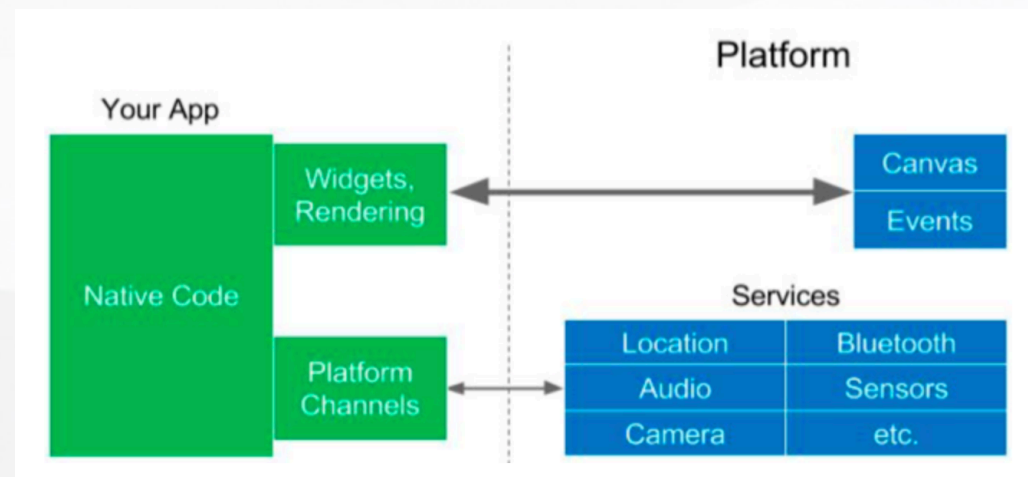 Platform
Your App
Widgets,
Rendering
Canvas
Events
Native Code
Services
Platform
Channels
Location
Bluetooth
Audio
Sensors
Camera
etc.